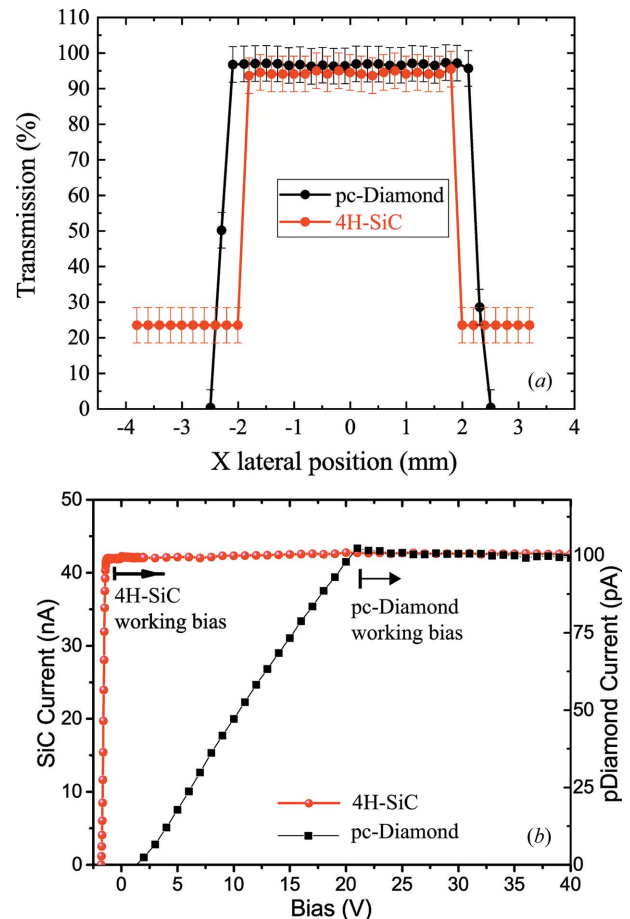 110
100
90
80
70
60
50
40
30
20
10
0
Transmission (%)
pc-Diamond
4H-SiC
(a)
-4 -3 -2 -1 0 1 2 3 4
X lateral position (mm)
50
40
30
20
10
0
SiC Current (nA)
4H-SiC
working bias
pc-Diamond
working bias
4H-SiC
pc-Diamond
(b)
100
75
50
25
0
pDiamond Current (pA)
0 5 10 15 20 25 30 35 40
Bias (V)